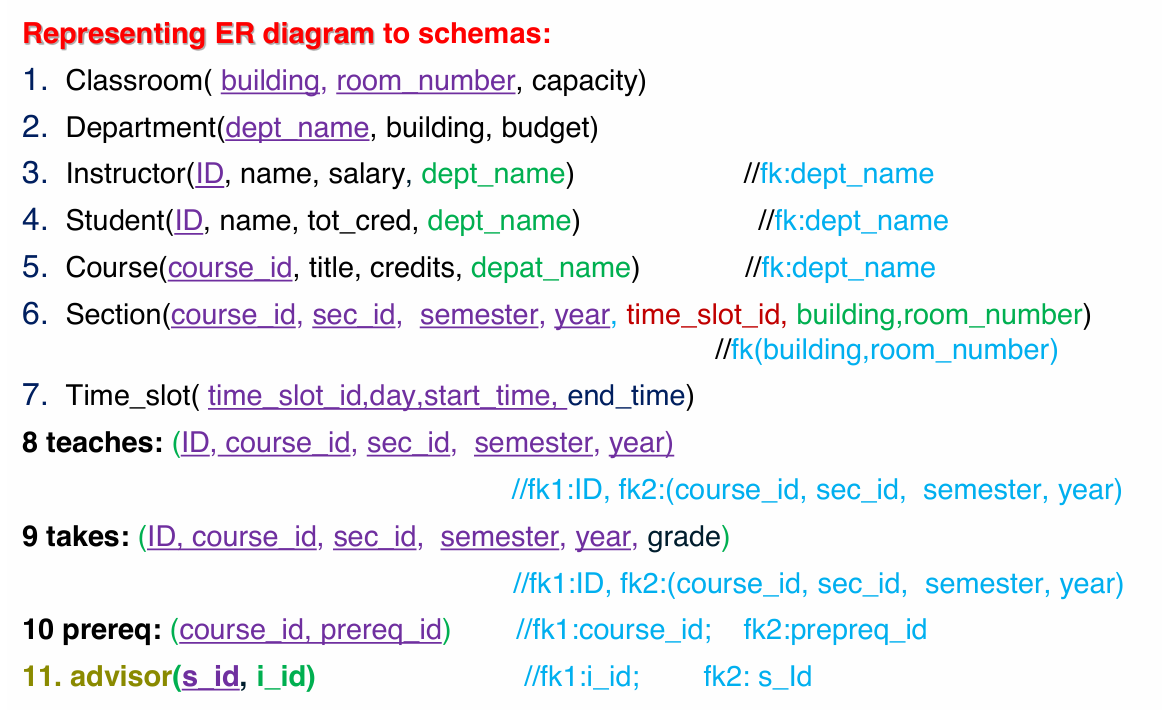 Representing ER diagram to schemas:
1. Classroom( building, room_number, capacity)
2. Department(dept_name, building, budget)
3. Instructor(ID, name, salary, dept_name) //fk:dept_name
4. Student(ID, name, tot_cred, dept_name) //fk:dept_name
5. Course(course_id, title, credits, depat_name) //fk:dept_name
6. Section(course_id, sec_id, semester, year, time_slot_id, building,room_number)
//fk(building,room_number)
7. Time_slot( time_slot_id,day,start_time, end_time)
8 teaches: (ID, course_id, sec_id, semester, year)
//fk1:ID, fk2:(course_id, sec_id, semester, year)
9 takes: (ID, course_id, sec_id, semester, year, grade)
//fk1:ID, fk2:(course_id, sec_id, semester, year)
10 prereq: (course_id, prereq_id) //fk1:course_id; fk2:prepreq_id
11. advisor(s_id, i_id) //fk1:i_id; fk2: s_Id